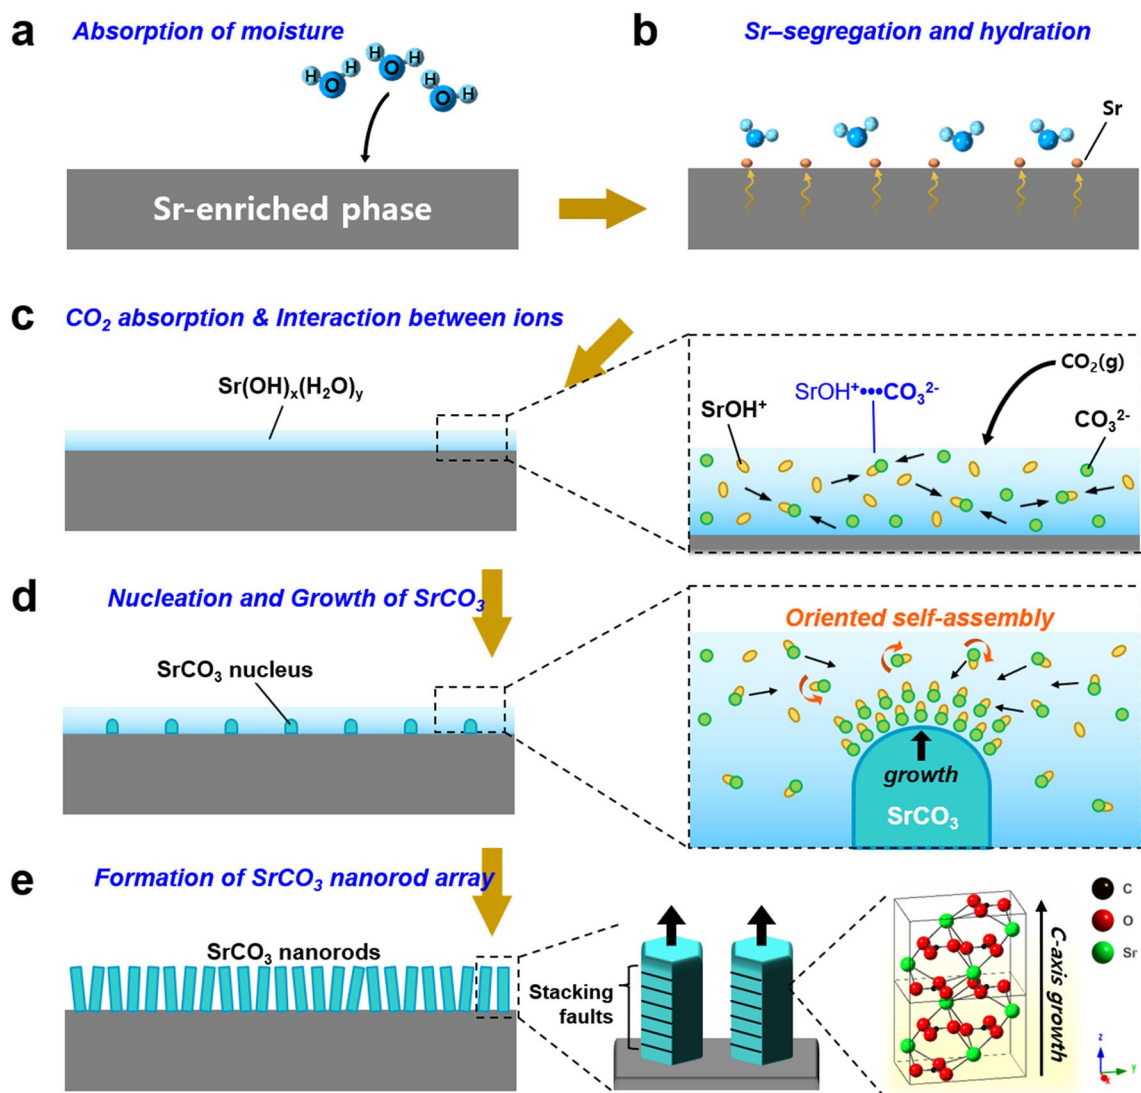 a
Absorption of moisture
H H H H
O O H O H
Sr-enriched phase
b
Sr–segregation and hydration
Sr
c
CO₂ absorption & Interaction between ions
Sr(OH)ₓ(H₂O)ᵧ
CO₂(g)
SrOH⁺•••CO₃²⁻
SrOH⁺
CO₃²⁻
d
Nucleation and Growth of SrCO₃
SrCO₃ nucleus
Oriented self-assembly
growth
SrCO₃
e
Formation of SrCO₃ nanorod array
SrCO₃ nanorods
Stacking
faults
C-axis growth
C
O
Sr
z
y
x